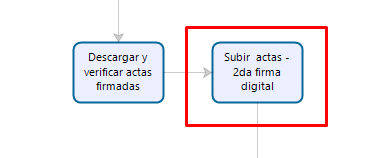 Descargar y
verificar actas
firmadas
Subir  actas -
2da firma
digital